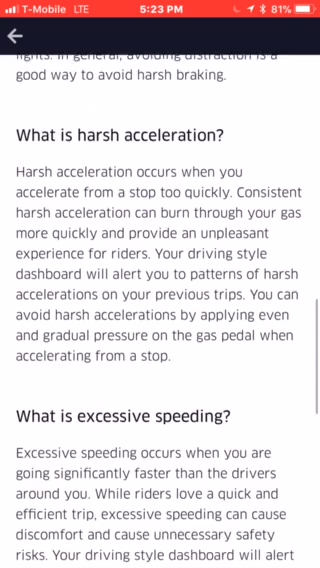 T-Mobile LTE 5:23 PM 81%
lights. In general, avoiding distraction is a
good way to avoid harsh braking.
What is harsh acceleration?
Harsh acceleration occurs when you
accelerate from a stop too quickly. Consistent
harsh acceleration can burn through your gas
more quickly and provide an unpleasant
experience for riders. Your driving style
dashboard will alert you to patterns of harsh
accelerations on your previous trips. You can
avoid harsh accelerations by applying even
and gradual pressure on the gas pedal when
accelerating from a stop.
What is excessive speeding?
Excessive speeding occurs when you are
going significantly faster than the drivers
around you. While riders love a quick and
efficient trip, excessive speeding can cause
discomfort and cause unnecessary safety
risks. Your driving style dashboard will alert